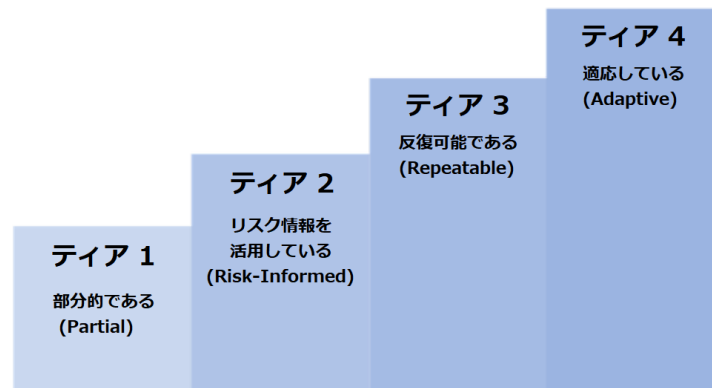 ティア 1
部分的である
(Partial)
ティア 2
リスク情報を
活用している
(Risk-Informed)
ティア 3
反復可能である
(Repeatable)
ティア 4
適応している
(Adaptive)